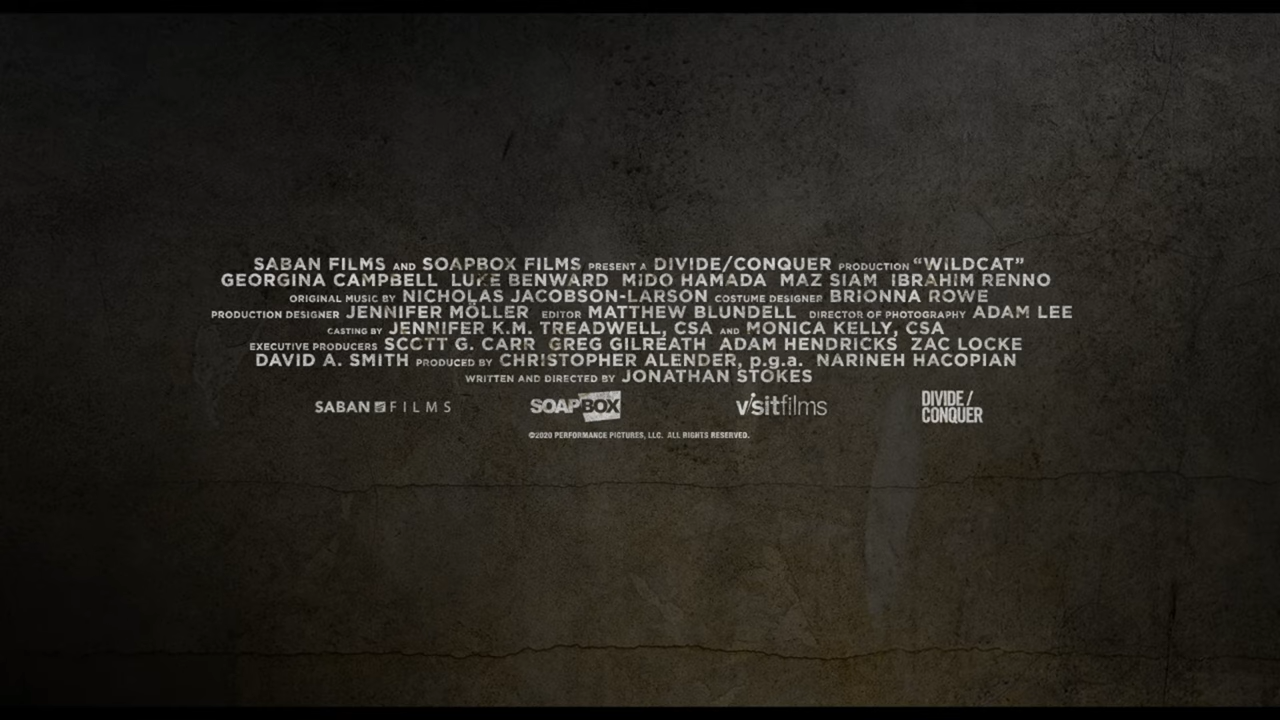 SABAN FILMS AND SOAPBOX FILMS PRESENT A DIVIDE/CONQUER PRODUCTION “WILDCAT”
GEORGINA CAMPBELL LUKE BENWARD MIDO HAMADA MAZ SIAM IBRAHIM RENNO
ORIGINAL MUSIC BY NICHOLAS JACOBSON-LARSON COSTUME DESIGNER BRIONNA ROWE
PRODUCTION DESIGNER JENNIFER MÖLLER EDITOR MATTHEW BLUNDELL DIRECTOR OF PHOTOGRAPHY ADAM LEE
CASTING BY JENNIFER K.M. TREADWELL, CSA AND MONICA KELLY, CSA
EXECUTIVE PRODUCERS SCOTT G. CARR GREG GILREATH ADAM HENDRICKS ZAC LOCKE
DAVID A. SMITH PRODUCED BY CHRISTOPHER ALENDER, p.g.a. NARINEH HACOPIAN
WRITTEN AND DIRECTED BY JONATHAN STOKES
SABAN FILMS SOAPBOX visitfilms DIVIDE /
CONQUER
©2020 PERFORMANCE PICTURES, LLC. ALL RIGHTS RESERVED.